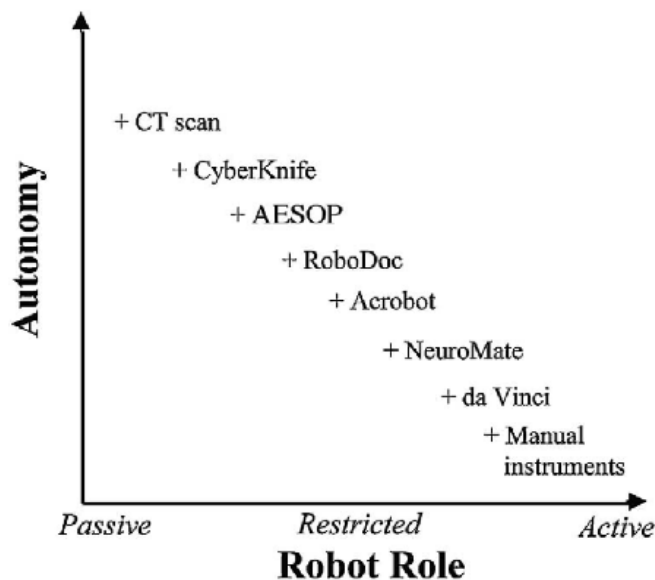 Autonomy
+ CT scan
+ CyberKnife
+ AESOP
+ RoboDoc
+ Acrobot
+ NeuroMate
+ da Vinci
+ Manual
instruments
Passive Restricted Active
Robot Role